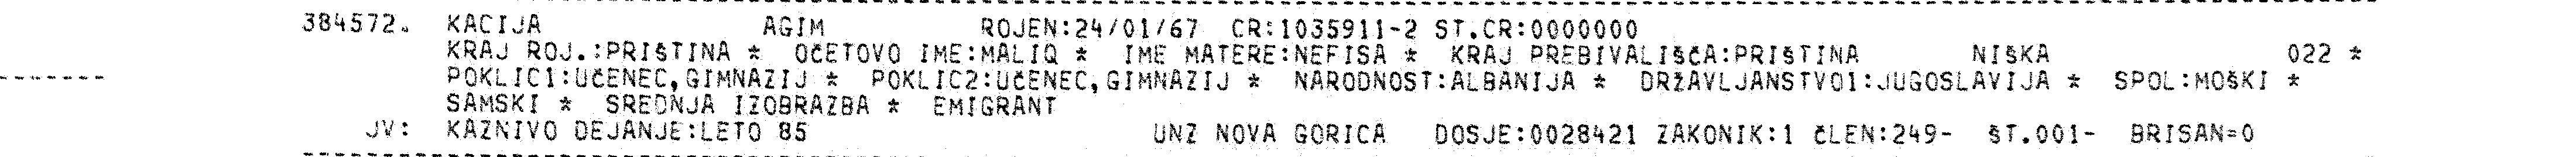 384572. KACIJA AGIM ROJEN:24/01/67 CR:1035911-2 ST.CR:0000000
KRAJ ROJ.:PRIŠTINA * OČETOVO IME:MALIQ * IME MATERE:NEFISA * KRAJ PREBIVALIŠČA:PRIŠTINA NIŠKA 022 *
POKLIC1:UČENEC,GIMNAZIJ * POKLIC2:UČENEC,GIMNAZIJ * NARODNOST:ALBANIJA * DRŽAVLJANSTVO1:JUGOSLAVIJA * SPOL:MOŠKI *
SAMSKI * SREDNJA IZOBRAZBA * EMIGRANT
JV: KAZNIVO DEJANJE:LETO 85 UNZ NOVA GORICA DOSJE:0028421 ZAKONIK:1 ČLEN:249- ŠT.001- BRISAN=0